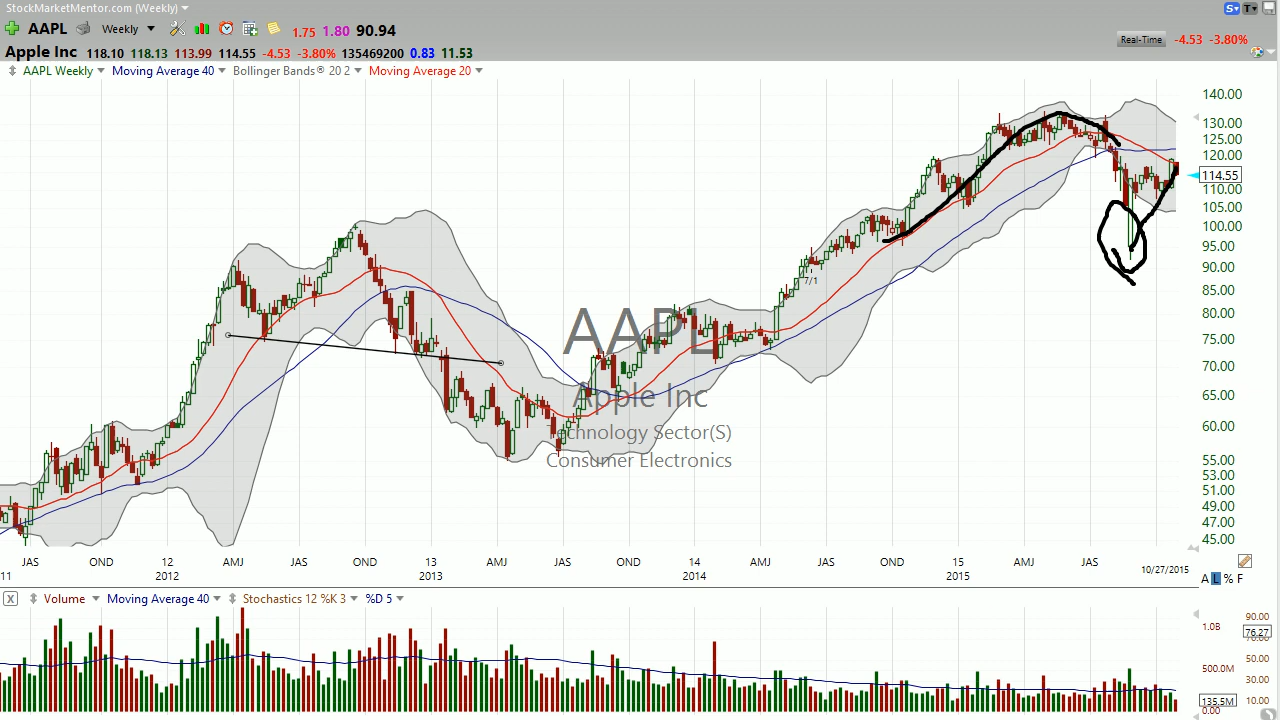 StockMarketMentor.com (Weekly)
AAPL Weekly 1.75 1.80 90.94
Apple Inc 118.10 118.13 113.99 114.55 -4.53 -3.80% 135469200 0.83 11.53
Real-Time -4.53 -3.80%
AAPL Weekly Moving Average 40 Bollinger Bands® 20 2 Moving Average 20
140.00
130.00
125.00
120.00
114.55
110.00
105.00
100.00
95.00
90.00
85.00
80.00
75.00
70.00
65.00
60.00
55.00
53.00
51.00
49.00
47.00
45.00
7/1
AAPL
Apple Inc
Technology Sector(S)
Consumer Electronics
JAS OND 12 AMJ JAS OND 13 AMJ JAS OND 14 AMJ JAS OND 15 AMJ JAS
11 2012 2013 2014 2015 10/27/2015
A L % F
X Volume Moving Average 40 Stochastics 12 %K 3 %D 5
1.0B
500.0M
135.5M
0.00
90.00
76.27
50.00
30.00
10.00